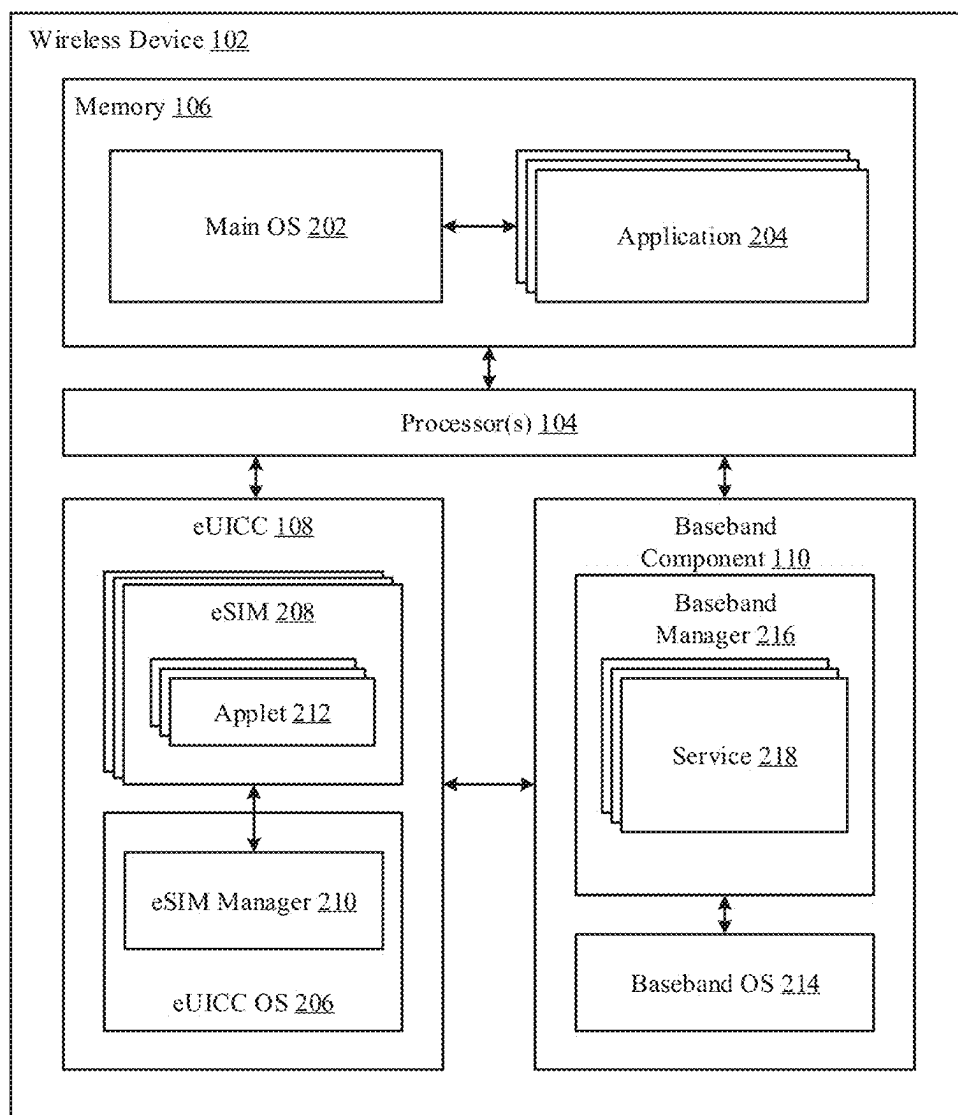 Wireless Device 102
Memory 106
Main OS 202
Application 204
Processor(s) 104
eUICC 108
eSIM 208
Applet 212
eSIM Manager 210
eUICC OS 206
Baseband
Component 110
Baseband
Manager 216
Service 218
Baseband OS 214